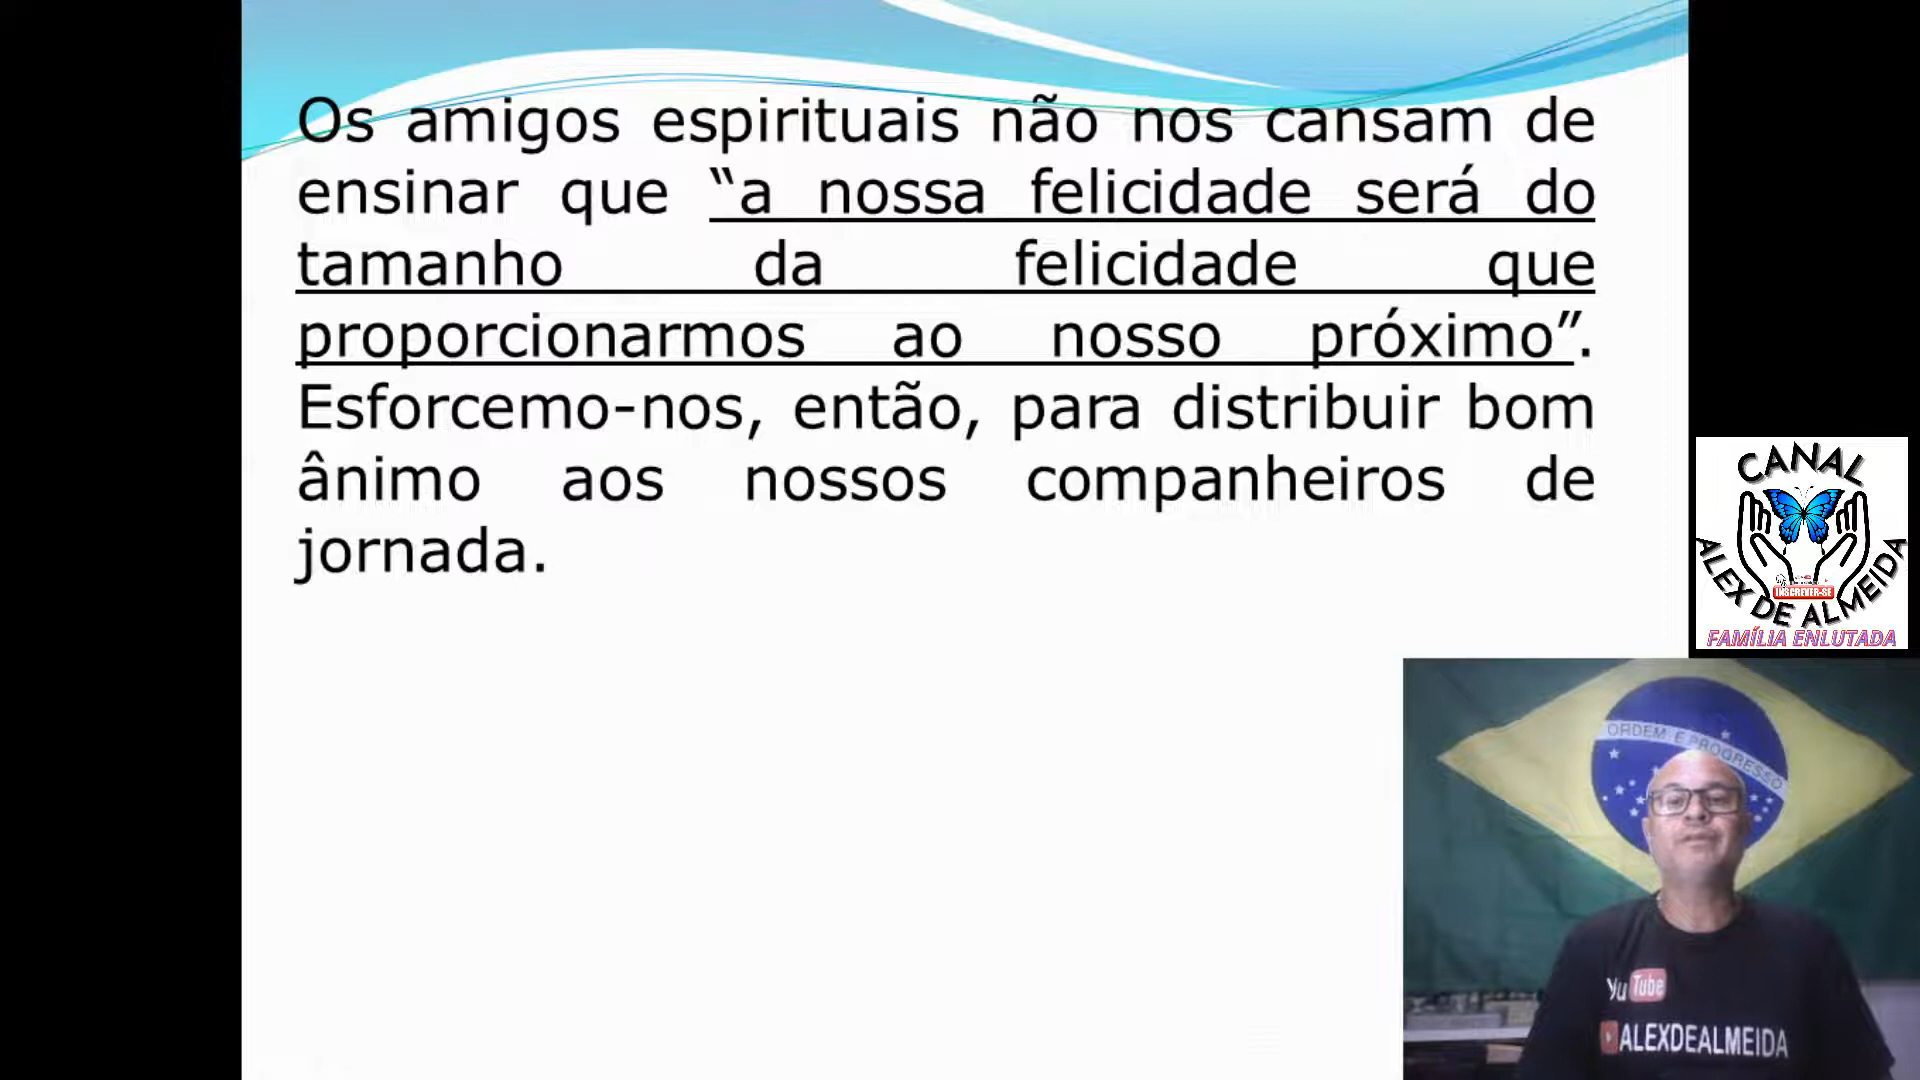 Os amigos espirituais não nos cansam de
ensinar que “a nossa felicidade será do
tamanho da felicidade que
proporcionarmos ao nosso próximo”.
Esforcemo-nos, então, para distribuir bom
ânimo aos nossos companheiros de
jornada.
CANAL
ALEX DE ALMEIDA
INSCREVER-SE
FAMÍLIA ENLUTADA
ORDEM E PROGRESSO
Yu Tube
ALEXDEALMEIDA